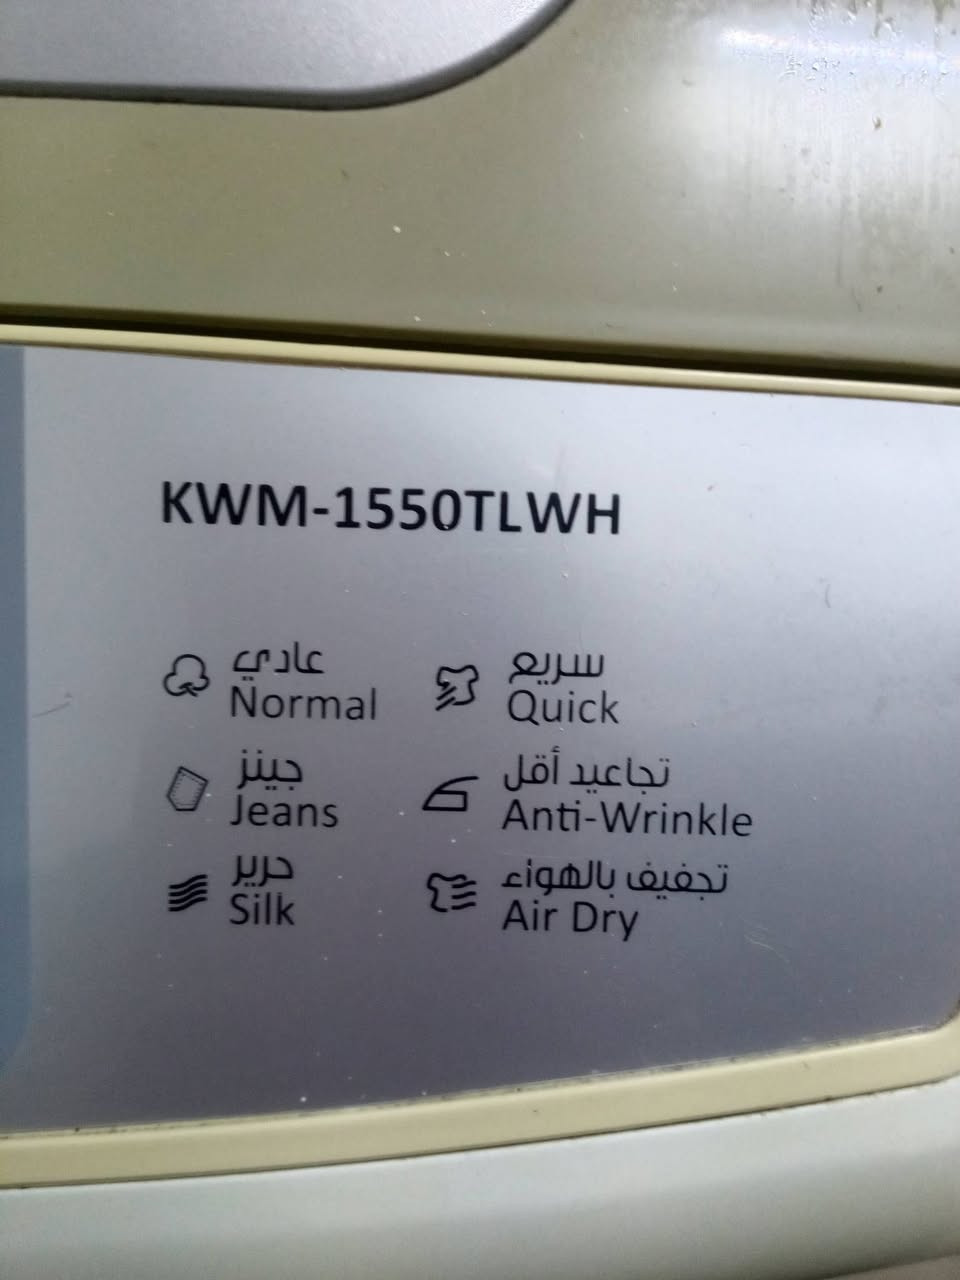 KWM-1550TLWH
عادي
Normal
جينز
Jeans
حرير
Silk
سريع
Quick
تجاعيد أقل
Anti-Wrinkle
تجفيف بالهواء
Air Dry